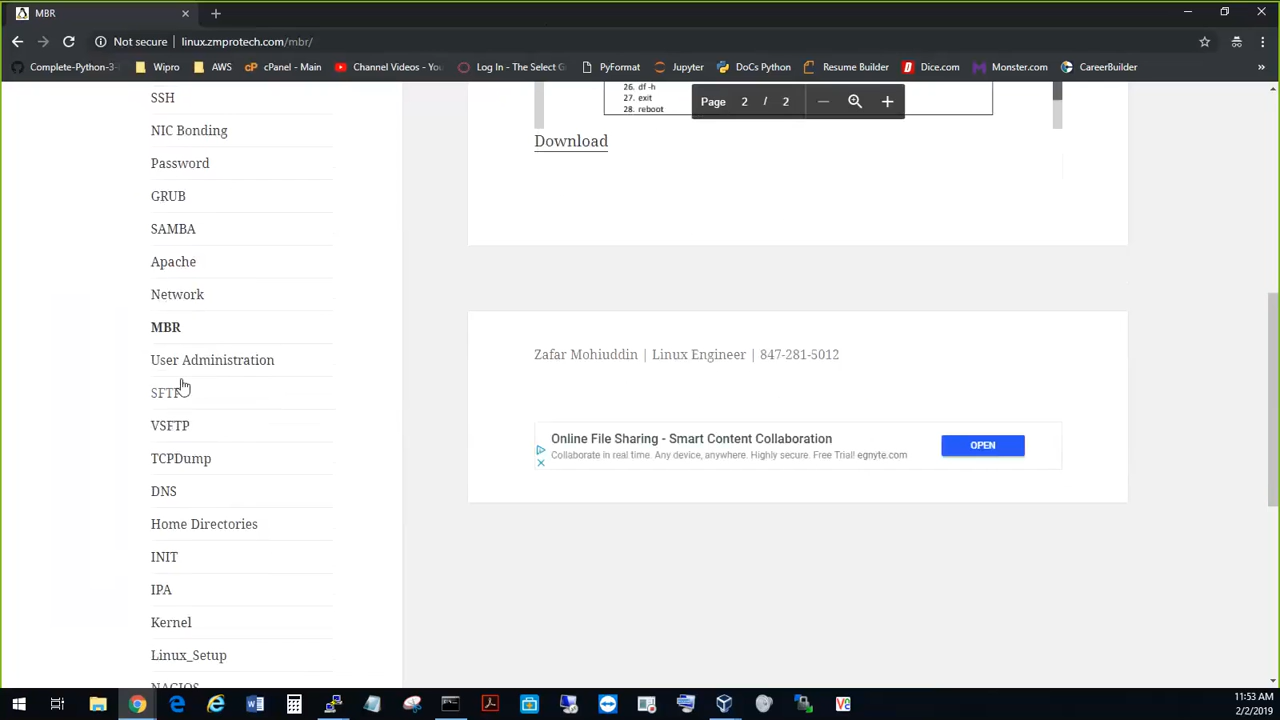 MBR
Not secure | linux.zmprotech.com/mbr/
Complete-Python-3- Wipro AWS cPanel - Main Channel Videos - You Log In - The Select G PyFormat Jupyter DoCs Python Resume Builder Dice.com Monster.com CareerBuilder »
SSH
NIC Bonding
Password
GRUB
SAMBA
Apache
Network
MBR
User Administration
SFTP
VSFTP
TCPDump
DNS
Home Directories
INIT
IPA
Kernel
Linux_Setup
NAGIOS
26. df -h
27. exit
28. reboot
Page 2 / 2
Download
Zafar Mohiuddin | Linux Engineer | 847-281-5012
Online File Sharing - Smart Content Collaboration
Collaborate in real time. Any device, anywhere. Highly secure. Free Trial! egnyte.com
OPEN
11:53 AM
2/2/2019